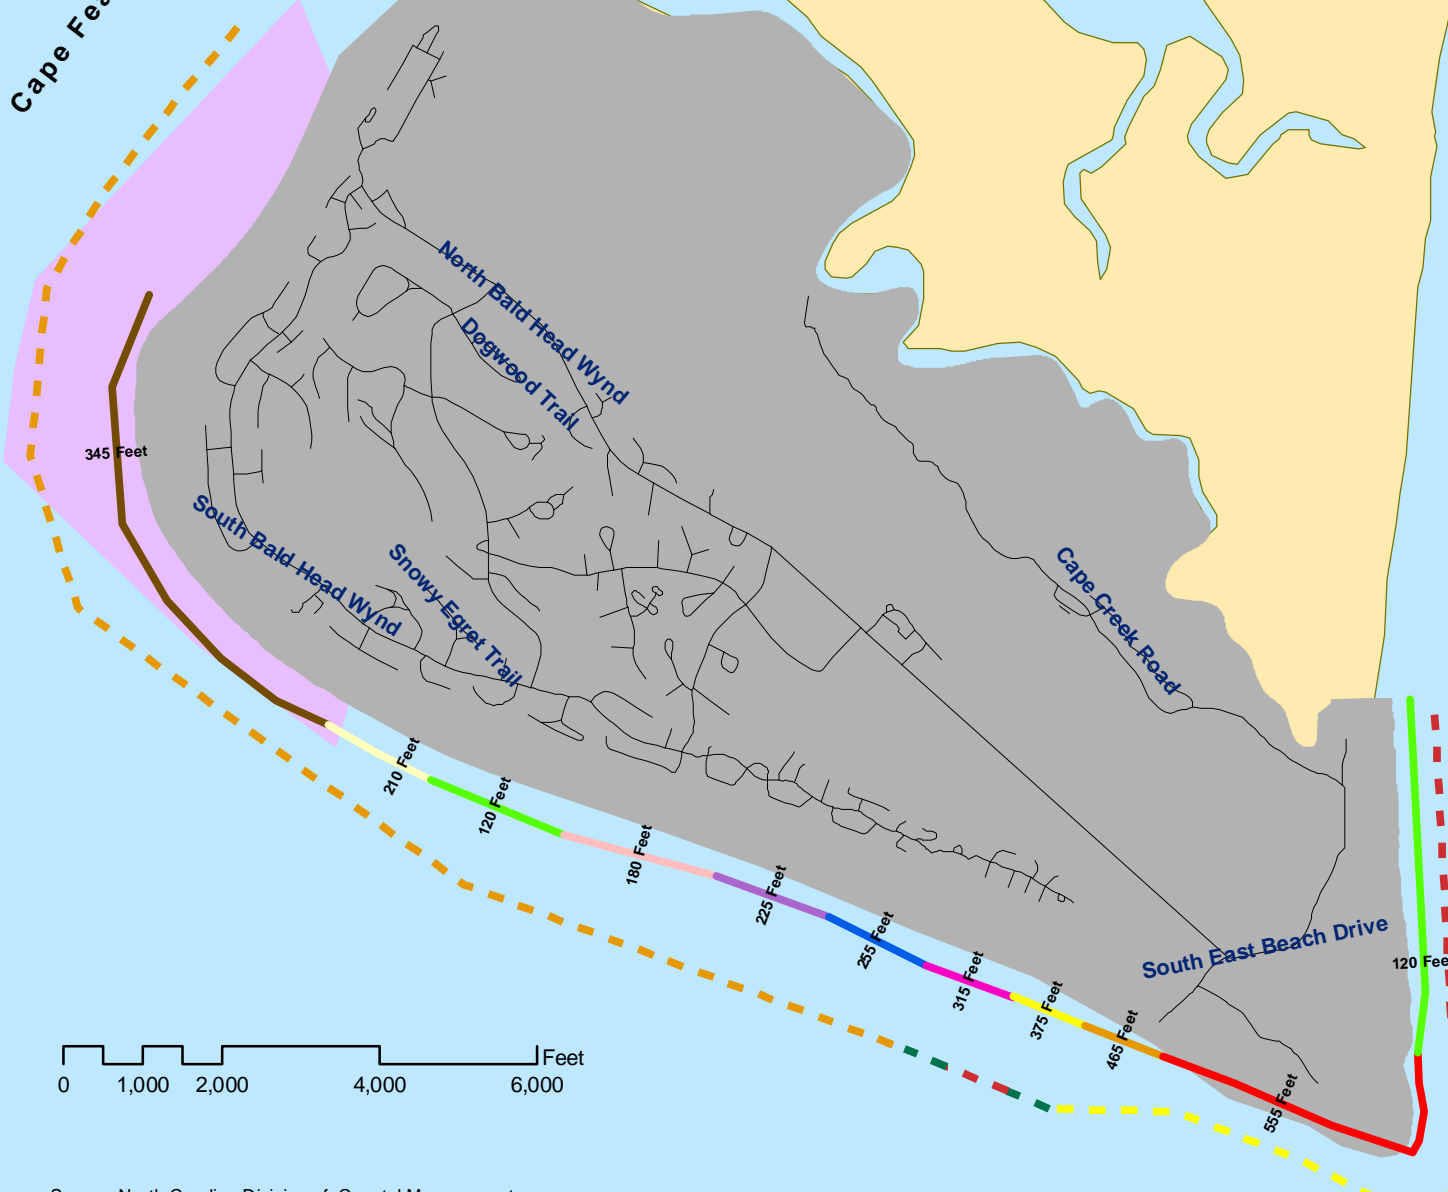 Cape
North Bald Head Wynd
Dogwood Trail
345 Feet
South Bald Head Wynd
Snowy Egret Trail
Cape Creek Road
210 Feet
120 Feet
180 Feet
225 Feet
255 Feet
315 Feet
375 Feet
465 Feet
555 Feet
South East Beach Drive
120 Fee
Feet
0 1,000 2,000 4,000 6,000